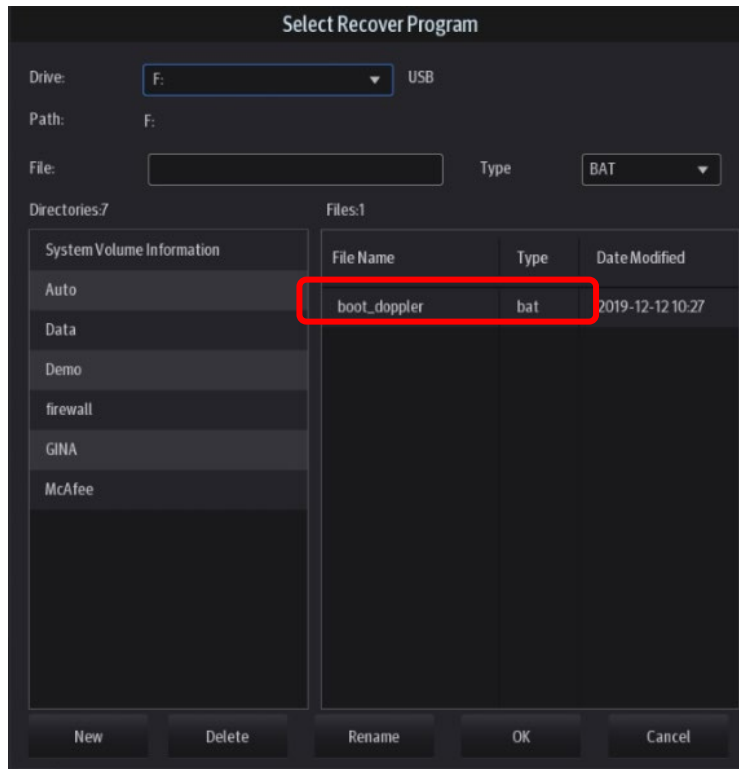 Select Recover Program
Drive: F: USB
Path: F:
File: Type BAT
Directories:7 Files:1
System Volume Information
Auto
Data
Demo
firewall
GINA
McAfee
File Name Type Date Modified
boot_doppler bat 2019-12-12 10:27
New Delete Rename OK Cancel